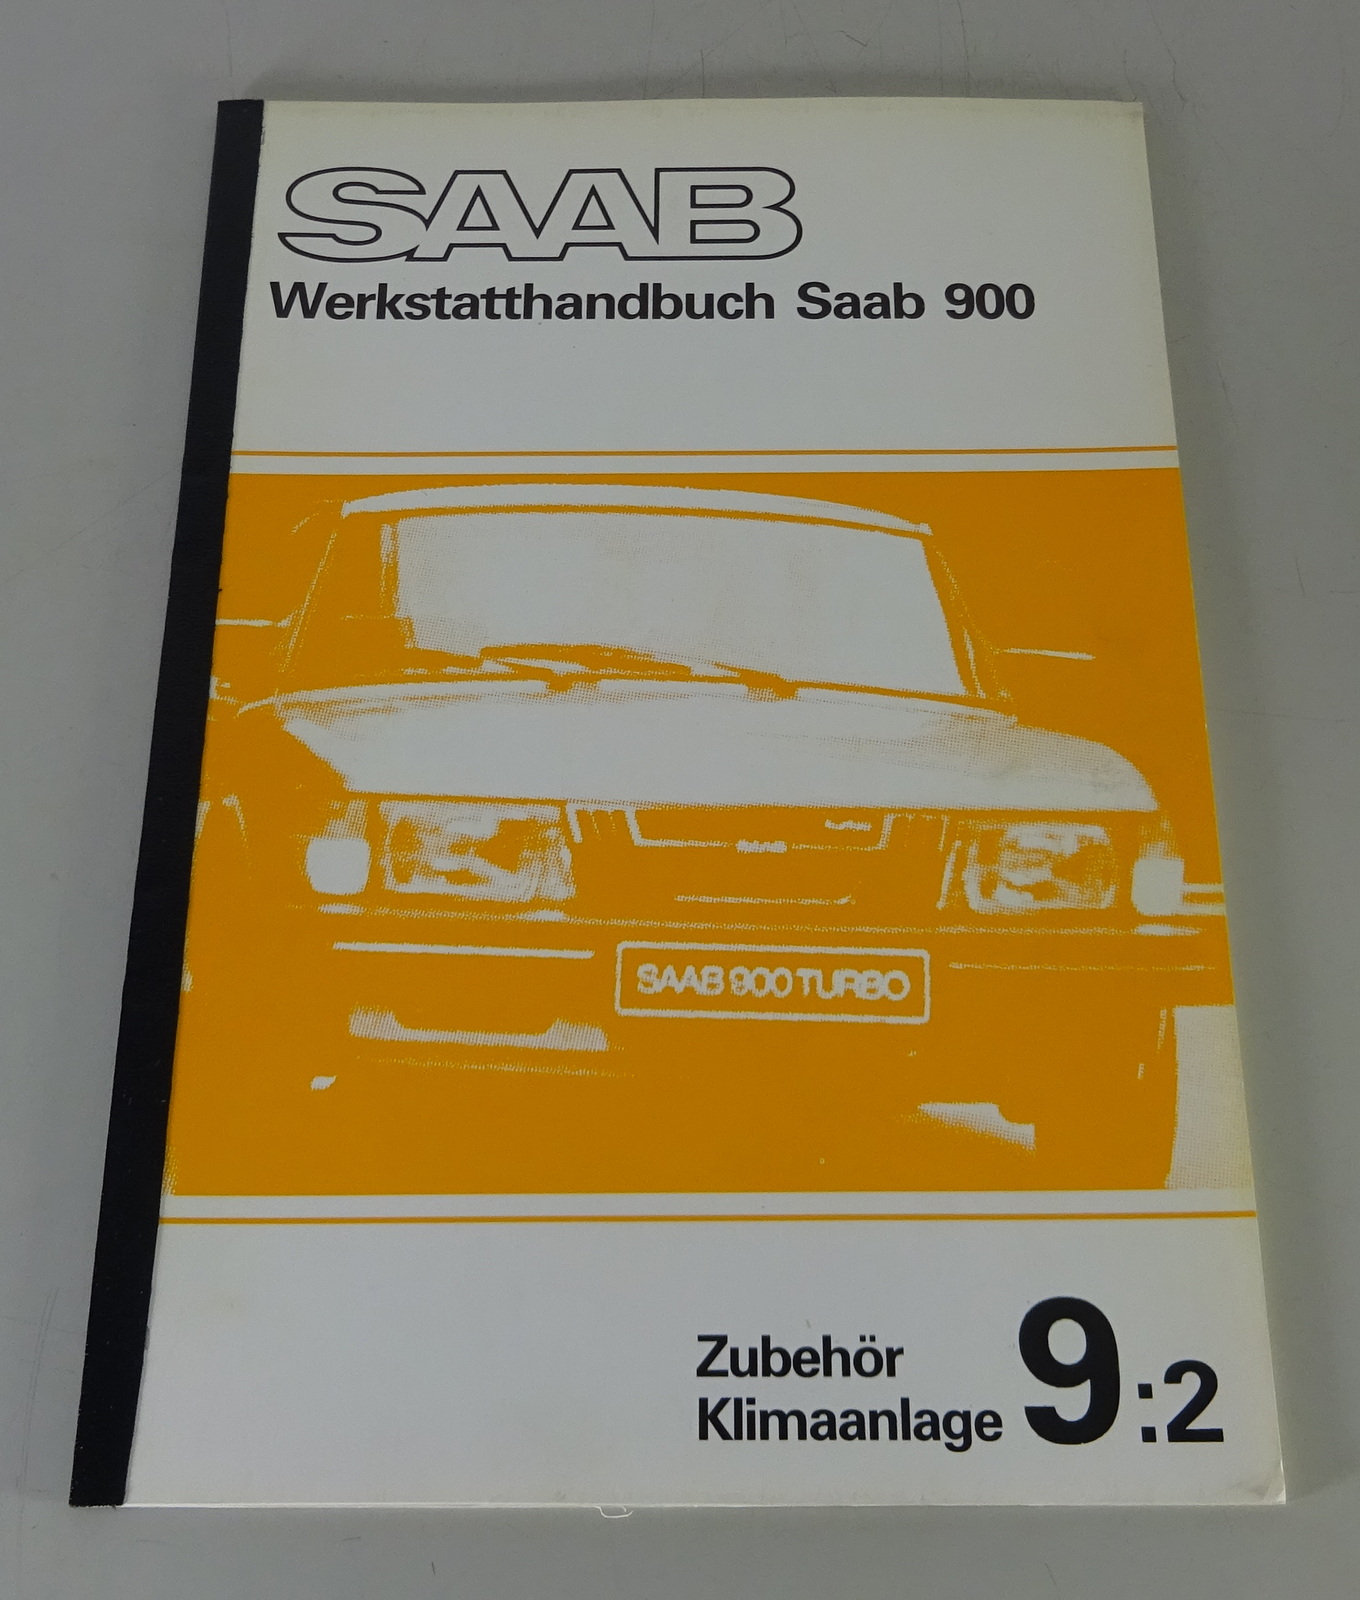 SAAB
Werkstatthandbuch Saab 900
SAAB 900 TURBO
Zubehör
Klimaanlage 9:2